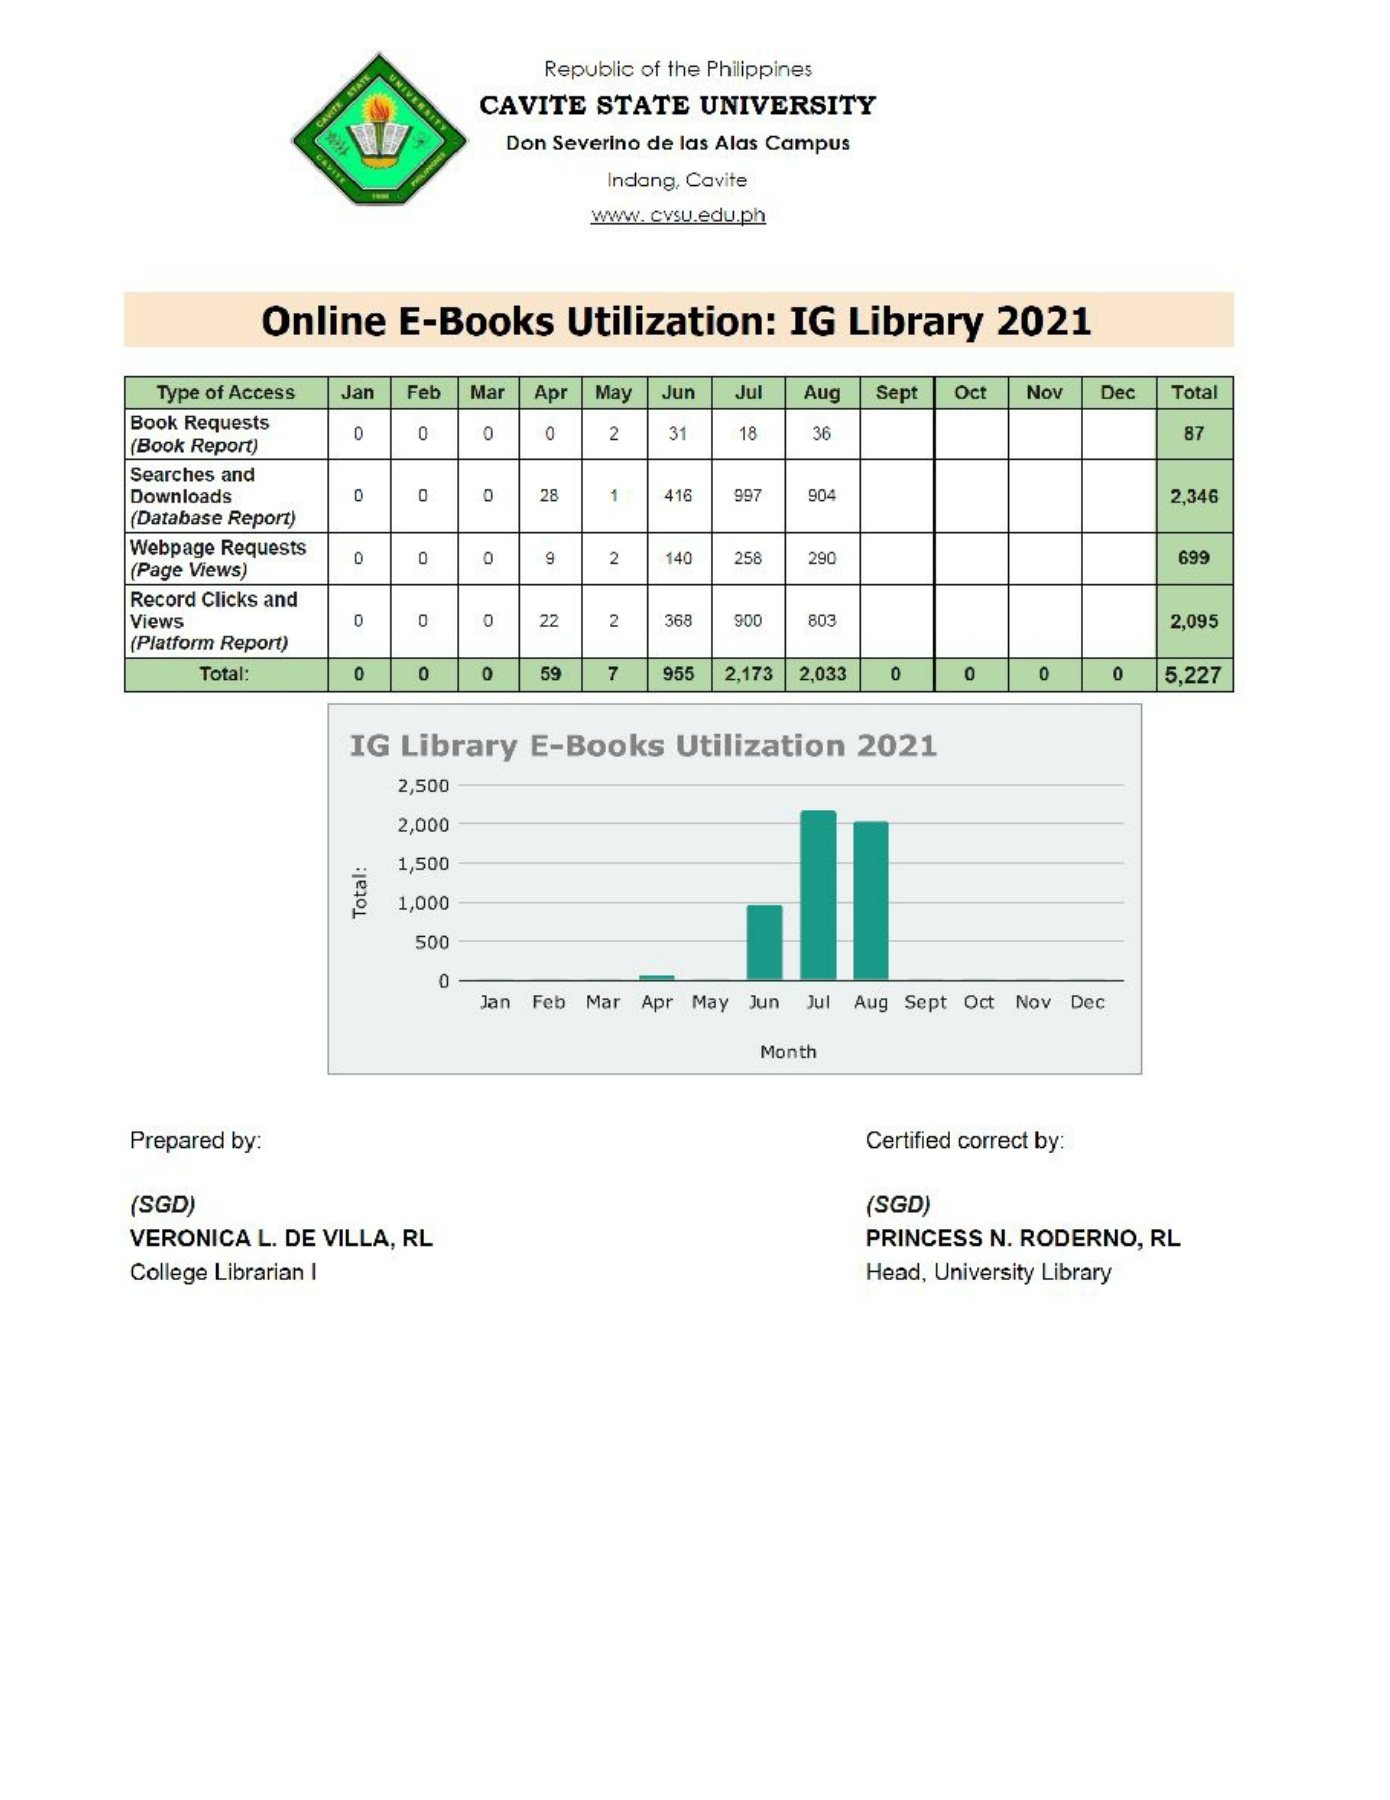 Republic of the Philippines
CAVITE STATE UNIVERSITY
Don Severino de las Alas Campus
Indang, Cavite
www. cvsu.edu.ph
CAVITE STATE UNIVERSITY
CAVITE PHILIPPINES
Online E-Books Utilization: IG Library 2021
Type of Access Jan Feb Mar Apr May Jun Jul Aug Sept Oct Nov Dec Total
Book Requests
(Book Report) 0 0 0 0 2 31 18 36 87
Searches and
Downloads 0 0 0 28 1 416 997 904 2,346
(Database Report)
Webpage Requests
(Page Views) 0 0 0 9 2 140 258 290 699
Record Clicks and
Views 0 0 0 22 2 368 900 803 2,095
(Platform Report)
Total: 0 0 0 59 7 955 2,173 2,033 0 0 0 0 5,227
IG Library E-Books Utilization 2021
2,500
2,000
1,500
1,000
500
0
Total:
Jan Feb Mar Apr May Jun Jul Aug Sept Oct Nov Dec
Month
Prepared by: Certified correct by:
(SGD) (SGD)
VERONICA L. DE VILLA, RL PRINCESS N. RODERNO, RL
College Librarian I Head, University Library